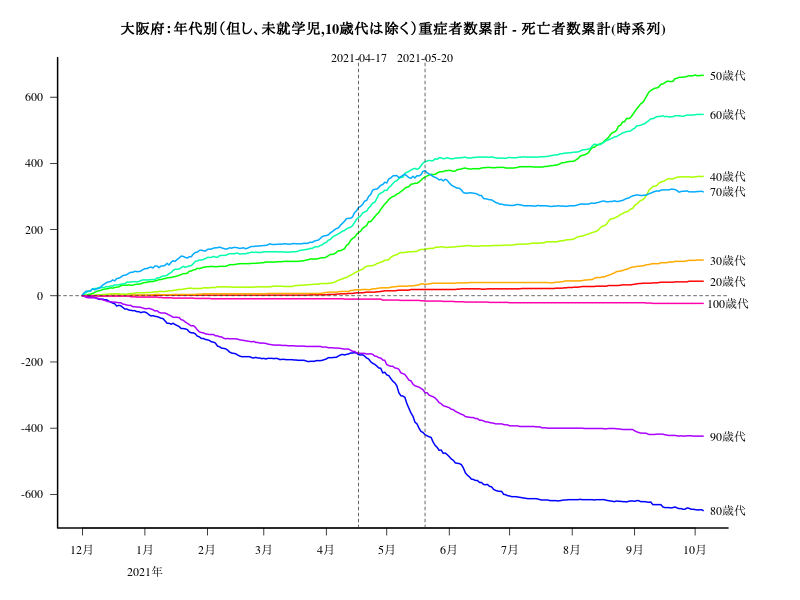 大阪府：年代別（但し、未就学児,10歳代は除く）重症者数累計 - 死亡者数累計(時系列)
2021-04-17 2021-05-20
600
400
200
0
-200
-400
-600
50歳代
60歳代
40歳代
70歳代
30歳代
20歳代
100歳代
90歳代
80歳代
12月 1月 2月 3月 4月 5月 6月 7月 8月 9月 10月
2021年